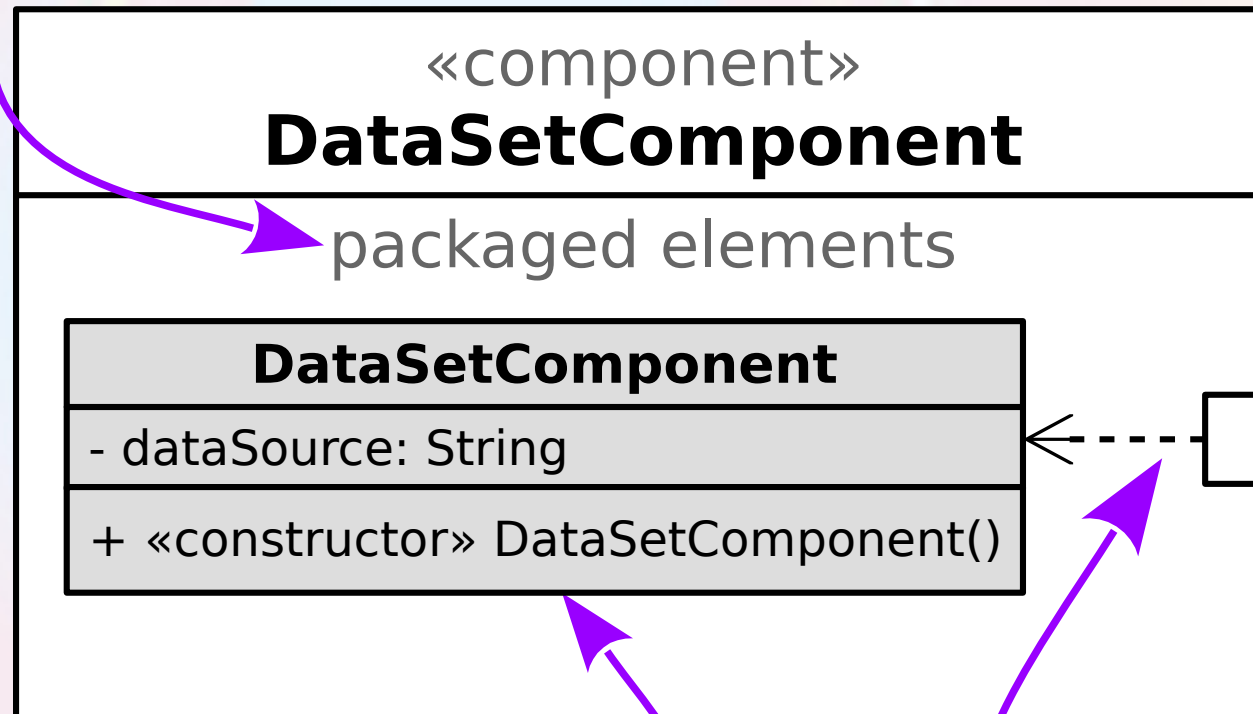 «component»
DataSetComponent
packaged elements
DataSetComponent
- dataSource: String
+ «constructor» DataSetComponent()